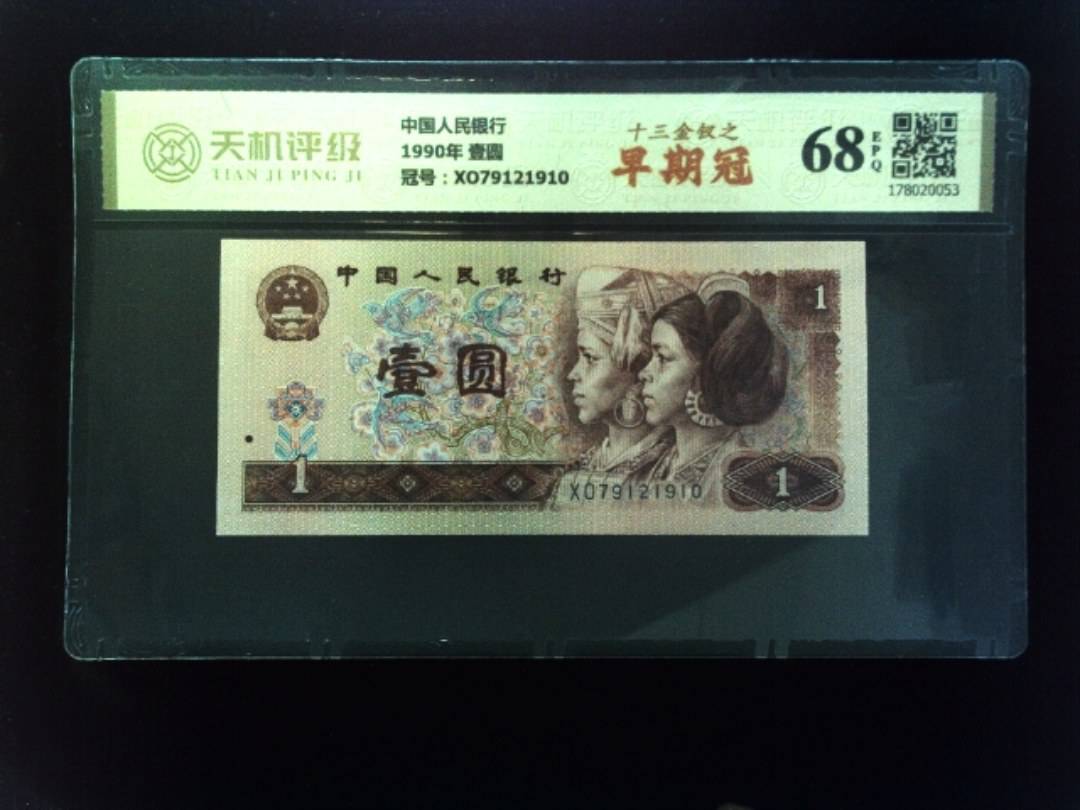 天机评级
TIAN JI PING JI
中国人民银行
1990年 壹圆
冠号：XO79121910
十三金钗之
早期冠
68
EPQ
178020053
中国人民银行
1
壹圆
1
XO79121910
1